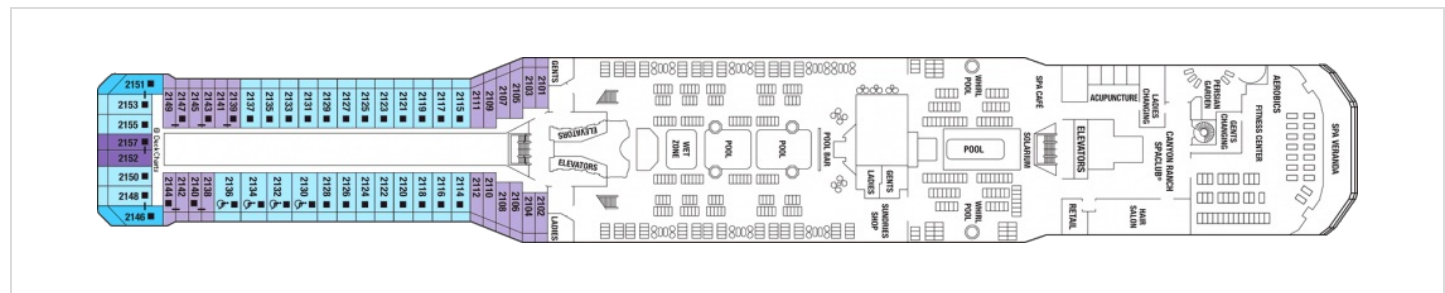 2151
2153
2155
2157
2152
2150
2148
2146
© DeckCharts
2149
2147
2145
2143
2141
2139
2137
2135
2133
2131
2129
2127
2125
2123
2121
2119
2117
2115
2111
2109
2107
2105
2103
2101
GENTS
2144
2142
2140
2138
2136
2134
2132
2130
2128
2126
2124
2122
2120
2118
2116
2114
2112
2110
2108
2106
2104
2102
LADIES
ELEVATORS
ELEVATORS
WET
ZONE
POOL
POOL
POOL BAR
LADIES
GENTS
SUNDRIES
SHOP
WHIRL
POOL
POOL
WHIRL
POOL
SOLARIUM
SPA CAFÉ
ELEVATORS
ACUPUNCTURE
LADIES
CHANGING
CANYON RANCH
SPACLUB®
RETAIL
HAIR
SALON
PERSIAN
GARDEN
GENTS
CHANGING
AEROBICS
FITNESS CENTER
SPA VERANDA